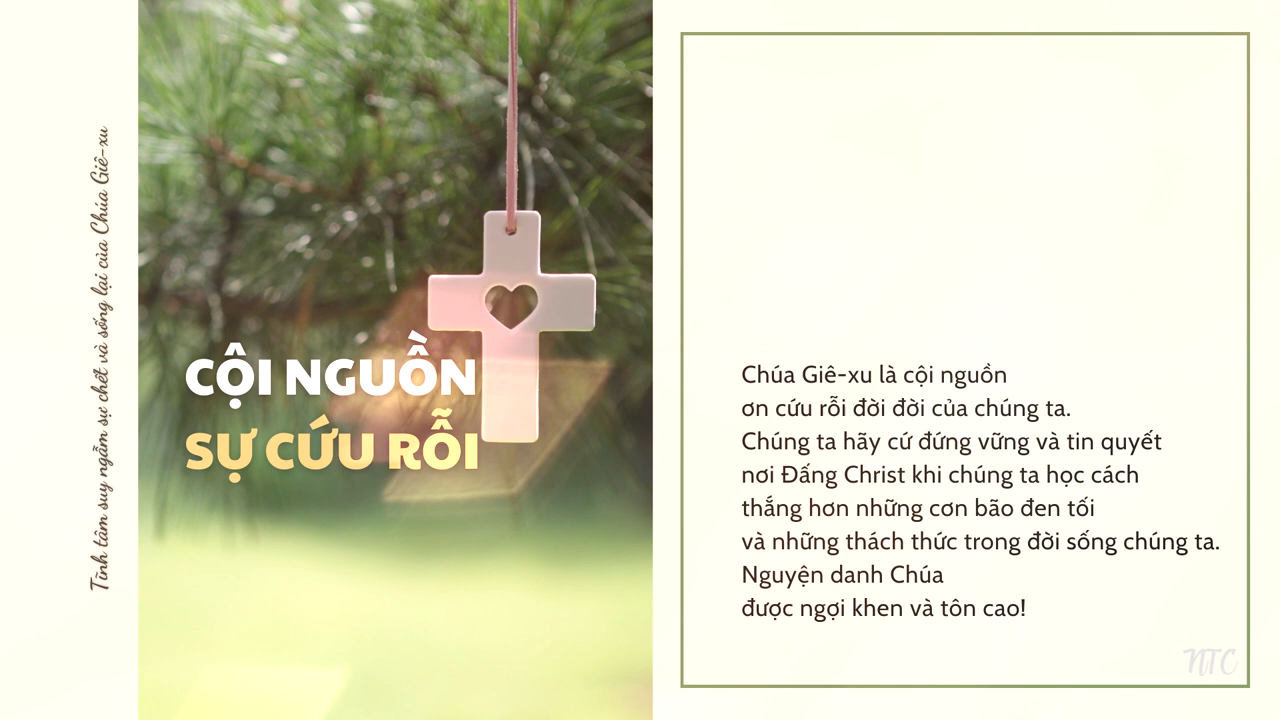 Tĩnh tâm suy ngẫm sự chết và sống lại của Chúa Giê-xu
CỘI NGUỒN
SỰ CỨU RỖI
Chúa Giê-xu là cội nguồn
ơn cứu rỗi đời đời của chúng ta.
Chúng ta hãy cứ đứng vững và tin quyết
nơi Đấng Christ khi chúng ta học cách
thắng hơn những cơn bão đen tối
và những thách thức trong đời sống chúng ta.
Nguyện danh Chúa
được ngợi khen và tôn cao!
NTC